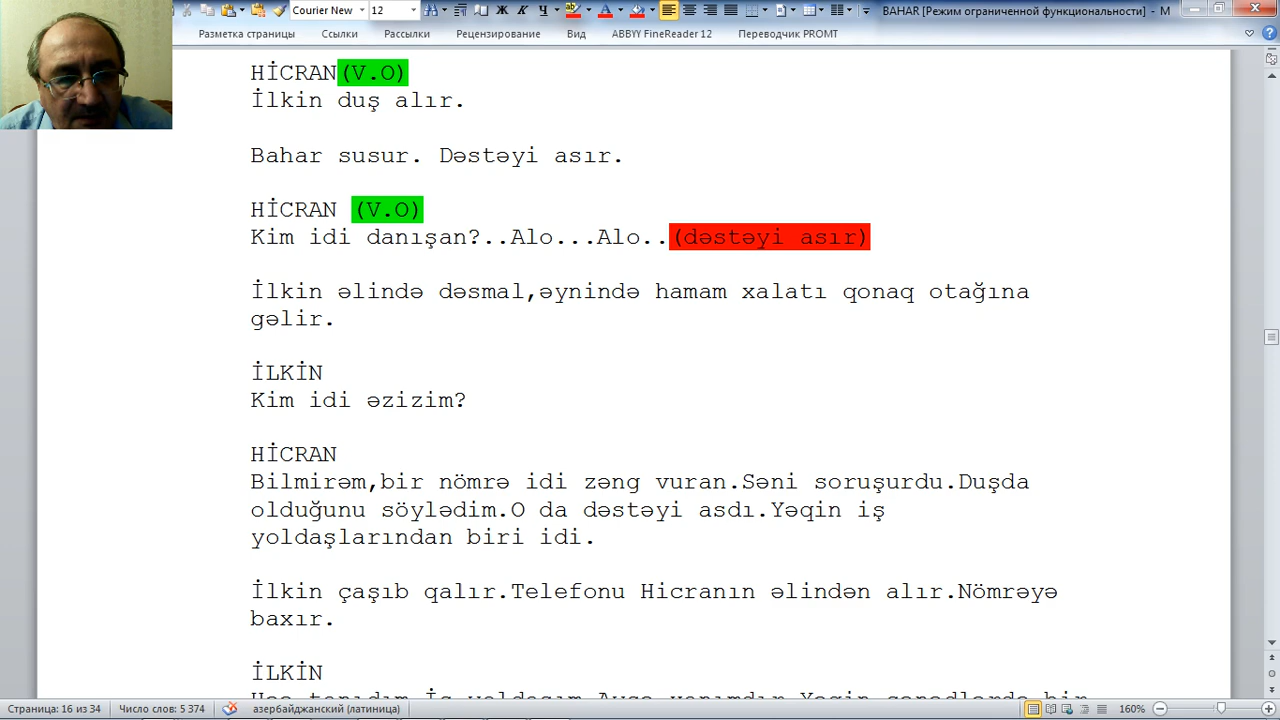 Courier New 12 Ж К Ч BAHAR [Режим ограниченной функциональности] - M
Разметка страницы Ссылки Рассылки Рецензирование Вид ABBYY FineReader 12 Переводчик PROMT
HİCRAN(V.O)
İlkin duş alır.
Bahar susur. Dəstəyi asır.
HİCRAN (V.O)
Kim idi danışan?..Alo...Alo..(dəstəyi asır)
İlkin əlində dəsmal,əynində hamam xalatı qonaq otağına
gəlir.
İLKİN
Kim idi əzizim?
HİCRAN
Bilmirəm,bir nömrə idi zəng vuran.Səni soruşurdu.Duşda
olduğunu söylədim.O da dəstəyi asdı.Yəqin iş
yoldaşlarından biri idi.
İlkin çaşıb qalır.Telefonu Hicranın əlindən alır.Nömrəyə
baxır.
İLKİN
Страница: 16 из 34 Число слов: 5 374 азербайджанский (латиница) 160%